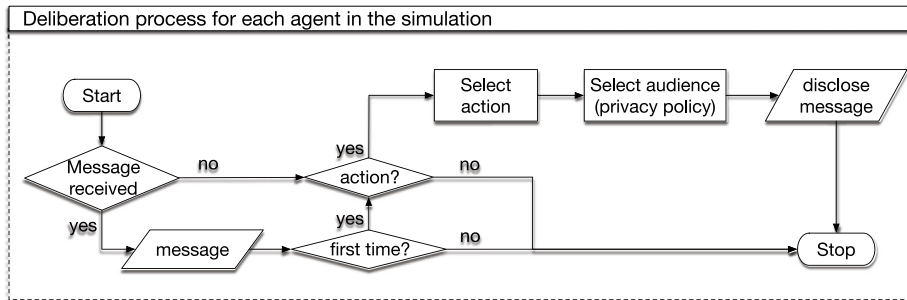 Deliberation process for each agent in the simulation
Start
Message
received
no
yes
message
first time?
yes
no
action?
yes
no
Select
action
Select audience
(privacy policy)
disclose
message
Stop